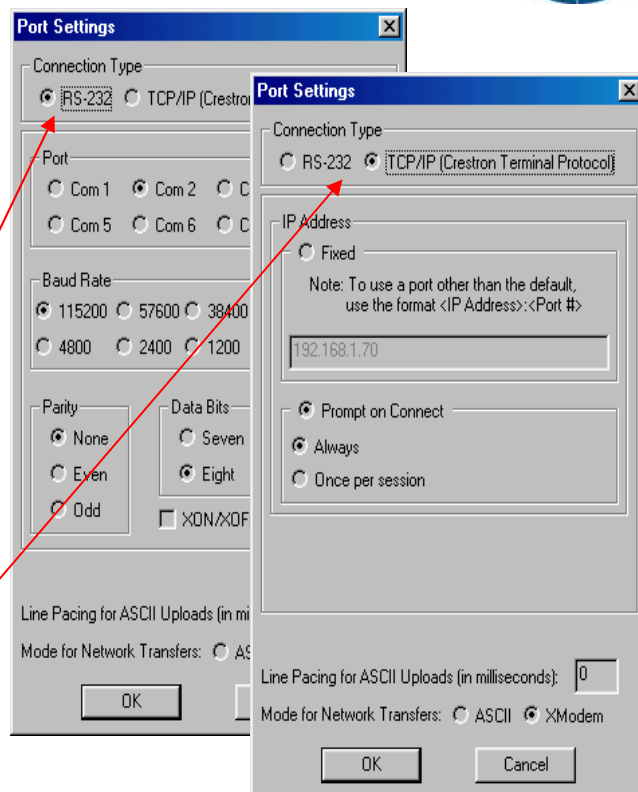 Port Settings
Connection Type
RS-232 TCP/IP (Crestron
Port
Com 1 Com 2 C
Com 5 Com 6 C
Baud Rate
115200 57600 38400
4800 2400 1200
Parity
None
Even
Odd
Data Bits
Seven
Eight
XON/XOF
Line Pacing for ASCII Uploads (in mi
Mode for Network Transfers: AS
OK
Port Settings
Connection Type
RS-232 TCP/IP (Crestron Terminal Protocol)
IP Address
Fixed
Note: To use a port other than the default,
use the format <IP Address>:<Port #>
192.168.1.70
Prompt on Connect
Always
Once per session
Line Pacing for ASCII Uploads (in milliseconds): 0
Mode for Network Transfers: ASCII XModem
OK Cancel